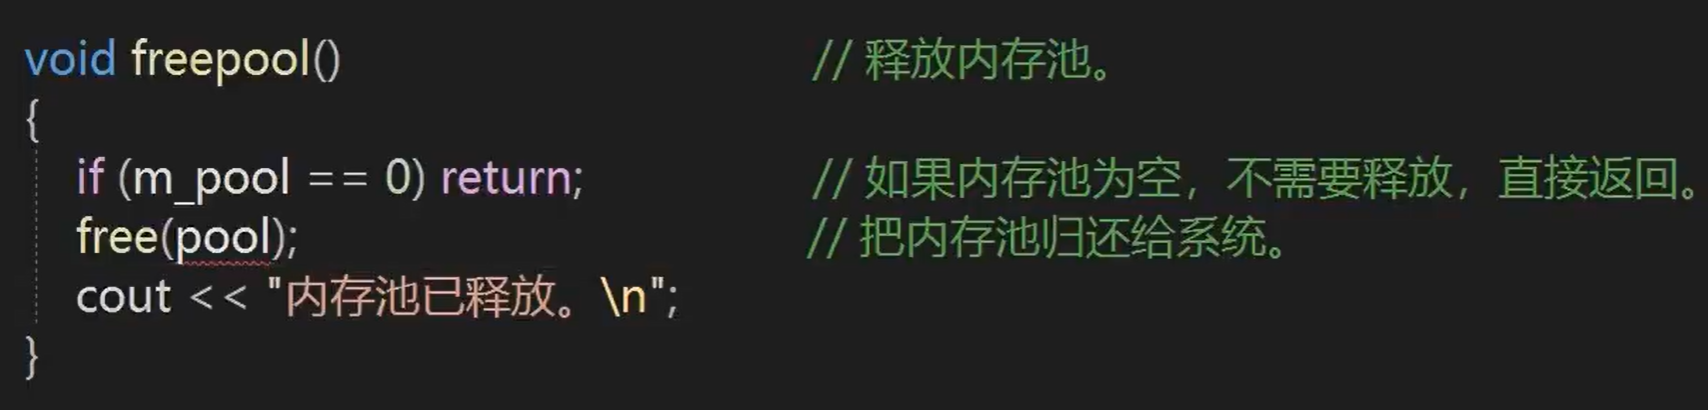 void freepool()                    // 释放内存池。
{
    if (m_pool == 0) return;       // 如果内存池为空，不需要释放，直接返回。
    free(pool);                    // 把内存池归还给系统。
    cout << "内存池已释放。\n";
}